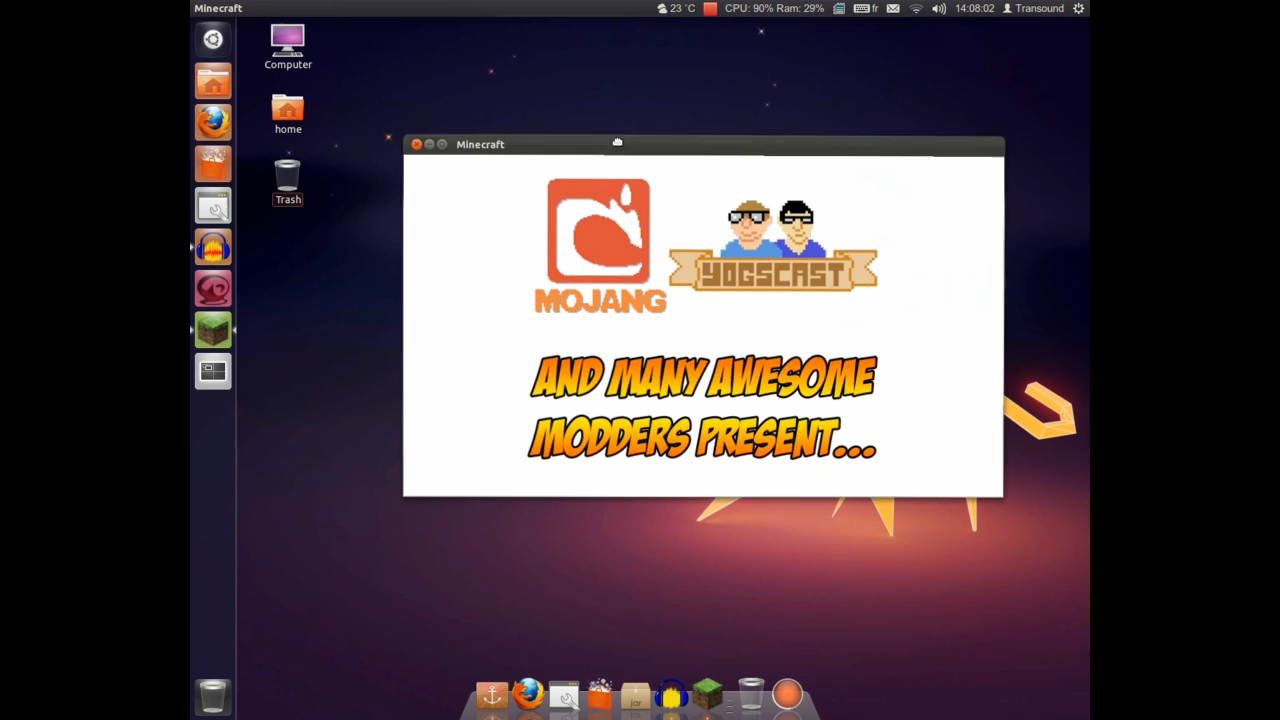 Minecraft
23 °C
CPU: 90% Ram: 29%
fr
14:08:02
Transound
Computer
home
Trash
Minecraft
MOJANG
YOGSCAST
AND MANY AWESOME
MODDERS PRESENT...
jar